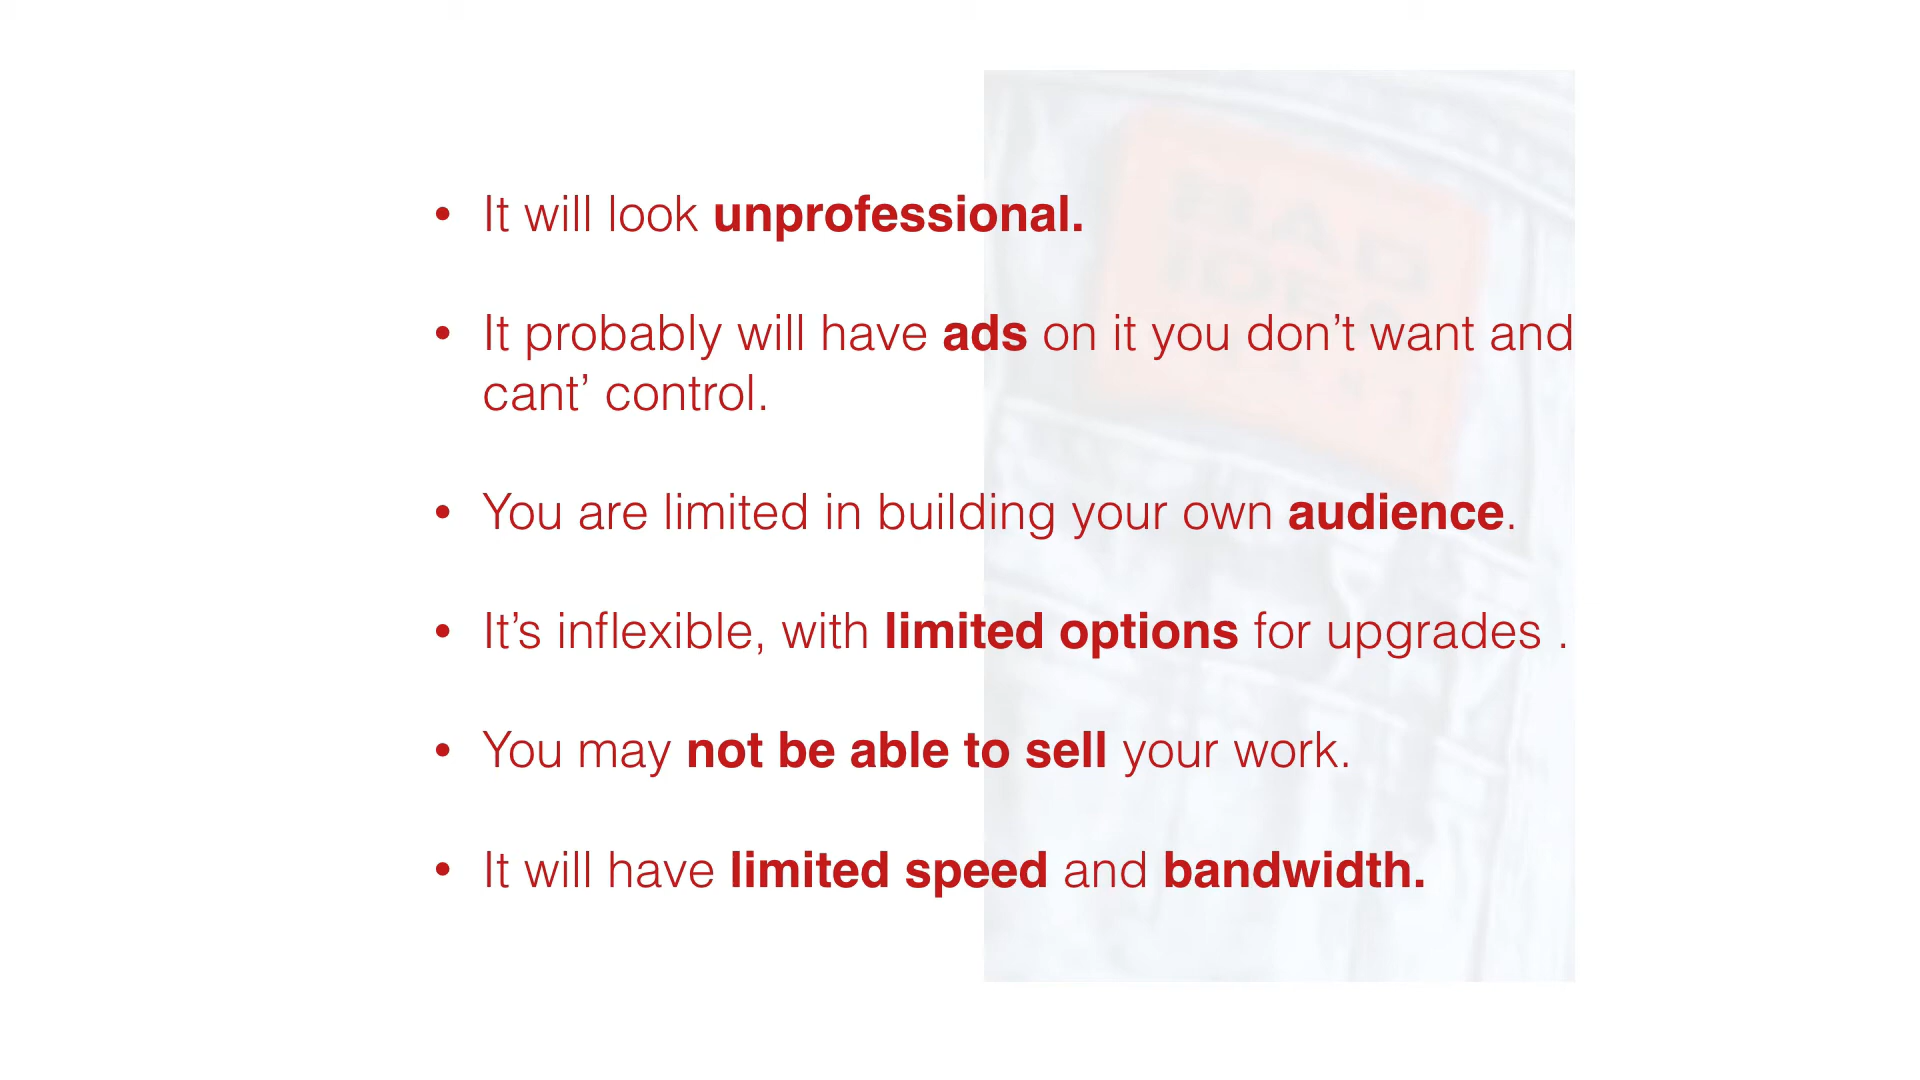 • It will look unprofessional.
• It probably will have ads on it you don’t want and
cant’ control.
• You are limited in building your own audience.
• It’s inflexible, with limited options for upgrades .
• You may not be able to sell your work.
• It will have limited speed and bandwidth.